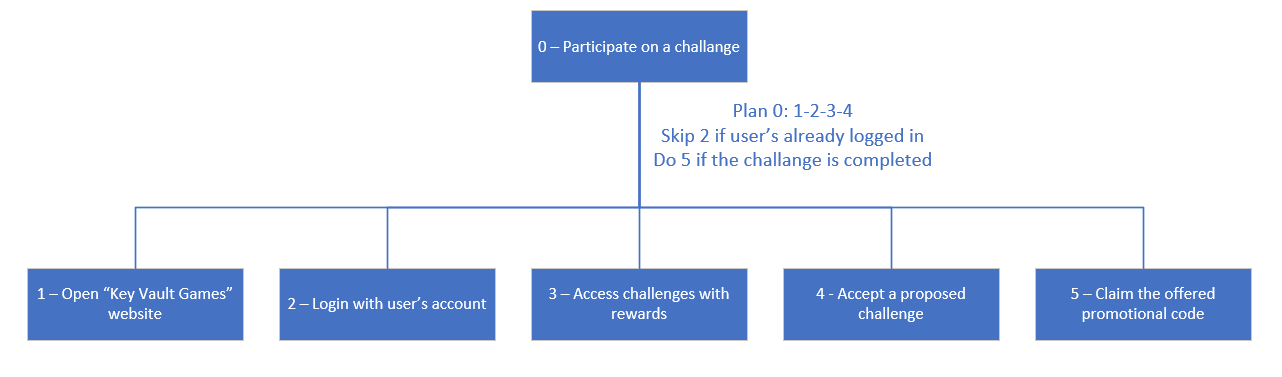 0 – Participate on a challange
Plan 0: 1-2-3-4
Skip 2 if user’s already logged in
Do 5 if the challange is completed
1 – Open “Key Vault Games”
website
2 – Login with user’s account
3 – Access challenges with
rewards
4 - Accept a proposed
challenge
5 – Claim the offered
promotional code